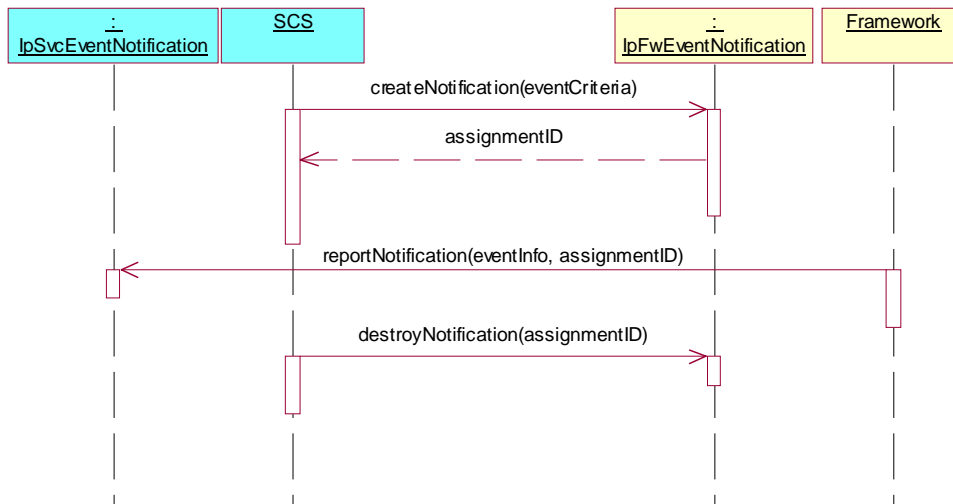 :
IpSvcEventNotification
SCS
:
IpFwEventNotification
Framework
createNotification(eventCriteria)
assignmentID
reportNotification(eventInfo, assignmentID)
destroyNotification(assignmentID)